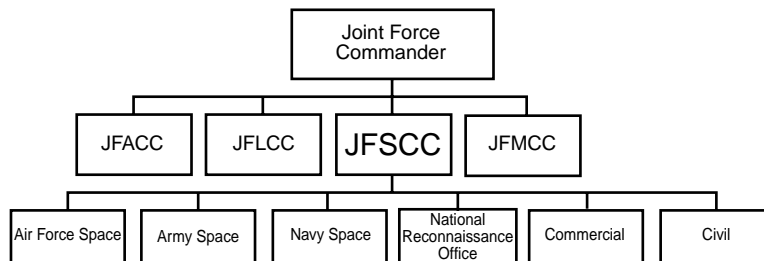 Joint Force
Commander
JFACC
JFLCC
JFSCC
JFMCC
Air Force Space
Army Space
Navy Space
National
Reconnaissance
Office
Commercial
Civil